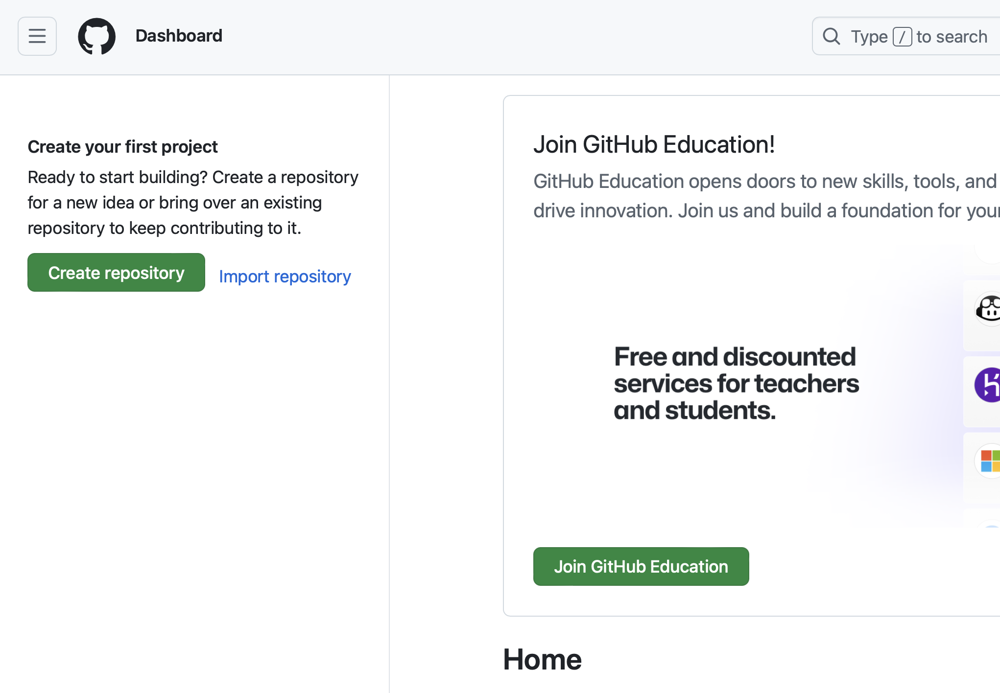 Dashboard
Type / to search
Create your first project
Ready to start building? Create a repository
for a new idea or bring over an existing
repository to keep contributing to it.
Create repository
Import repository
Join GitHub Education!
GitHub Education opens doors to new skills, tools, and
drive innovation. Join us and build a foundation for your
Free and discounted
services for teachers
and students.
Join GitHub Education
Home